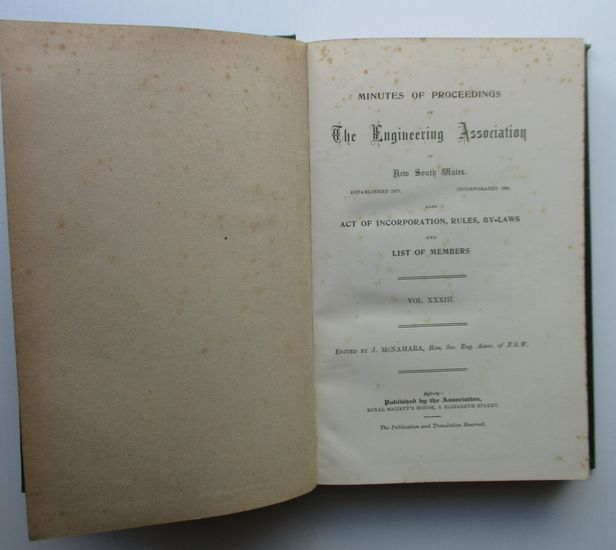 MINUTES OF PROCEEDINGS
OF
The Engineering Association
OF
New South Wales.
ESTABLISHED 1870, INCORPORATED
ALSO
ACT OF INCORPORATION, RULES, BY-LAWS
AND
LIST OF MEMBERS
VOL. XXXIII.
EDITED BY J. McNAMARA, Hon. Sec. Eng. Assoc. of N.S.W.
Sydney—
Published by the Association,
ROYAL SOCIETY'S HOUSE, 5 ELIZABETH STREET.
The Publication and Translation Reserved.